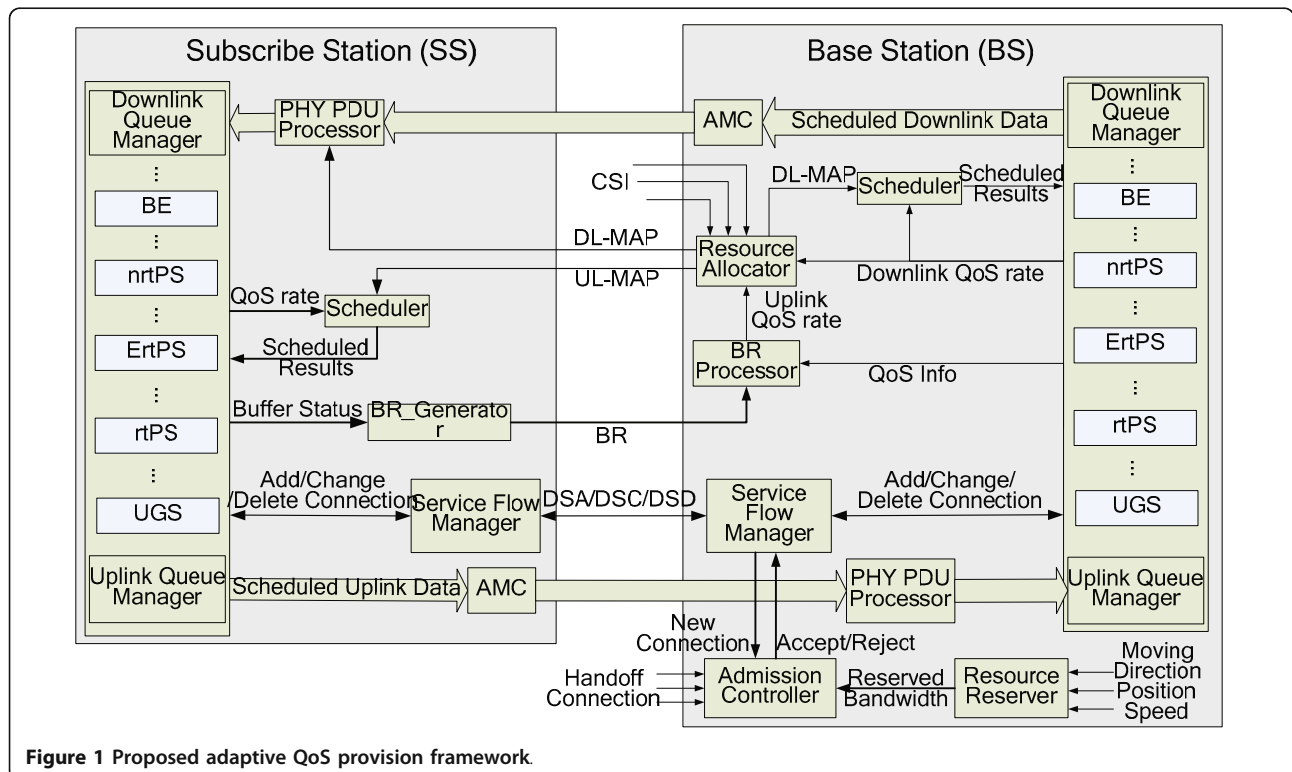 Subscribe Station (SS)
Base Station (BS)
Downlink
Queue
Manager
PHY PDU
Processor
AMC
Scheduled Downlink Data
Downlink
Queue
Manager
...
BE
...
nrtPS
...
ErtPS
...
rtPS
...
UGS
Uplink Queue
Manager
QoS rate
Scheduler
Scheduled
Results
Buffer Status
BR_Generato
r
BR
Add/Change
/Delete Connection
Service Flow
Manager
DSA/DSC/DSD
Scheduled Uplink Data
AMC
CSI
DL-MAP
UL-MAP
DL-MAP
Scheduler
Scheduled
Results
Resource
Allocator
Downlink QoS rate
Uplink
QoS rate
BR
Processor
QoS Info
Service
Flow
Manager
Add/Change/
Delete Connection
...
BE
...
nrtPS
...
ErtPS
...
rtPS
...
UGS
PHY PDU
Processor
Uplink Queue
Manager
New
Connection
Accept/Reject
Handoff
Connection
Admission
Controller
Reserved
Bandwidth
Resource
Reserver
Moving
Direction
Position
Speed
Figure 1 Proposed adaptive QoS provision framework.